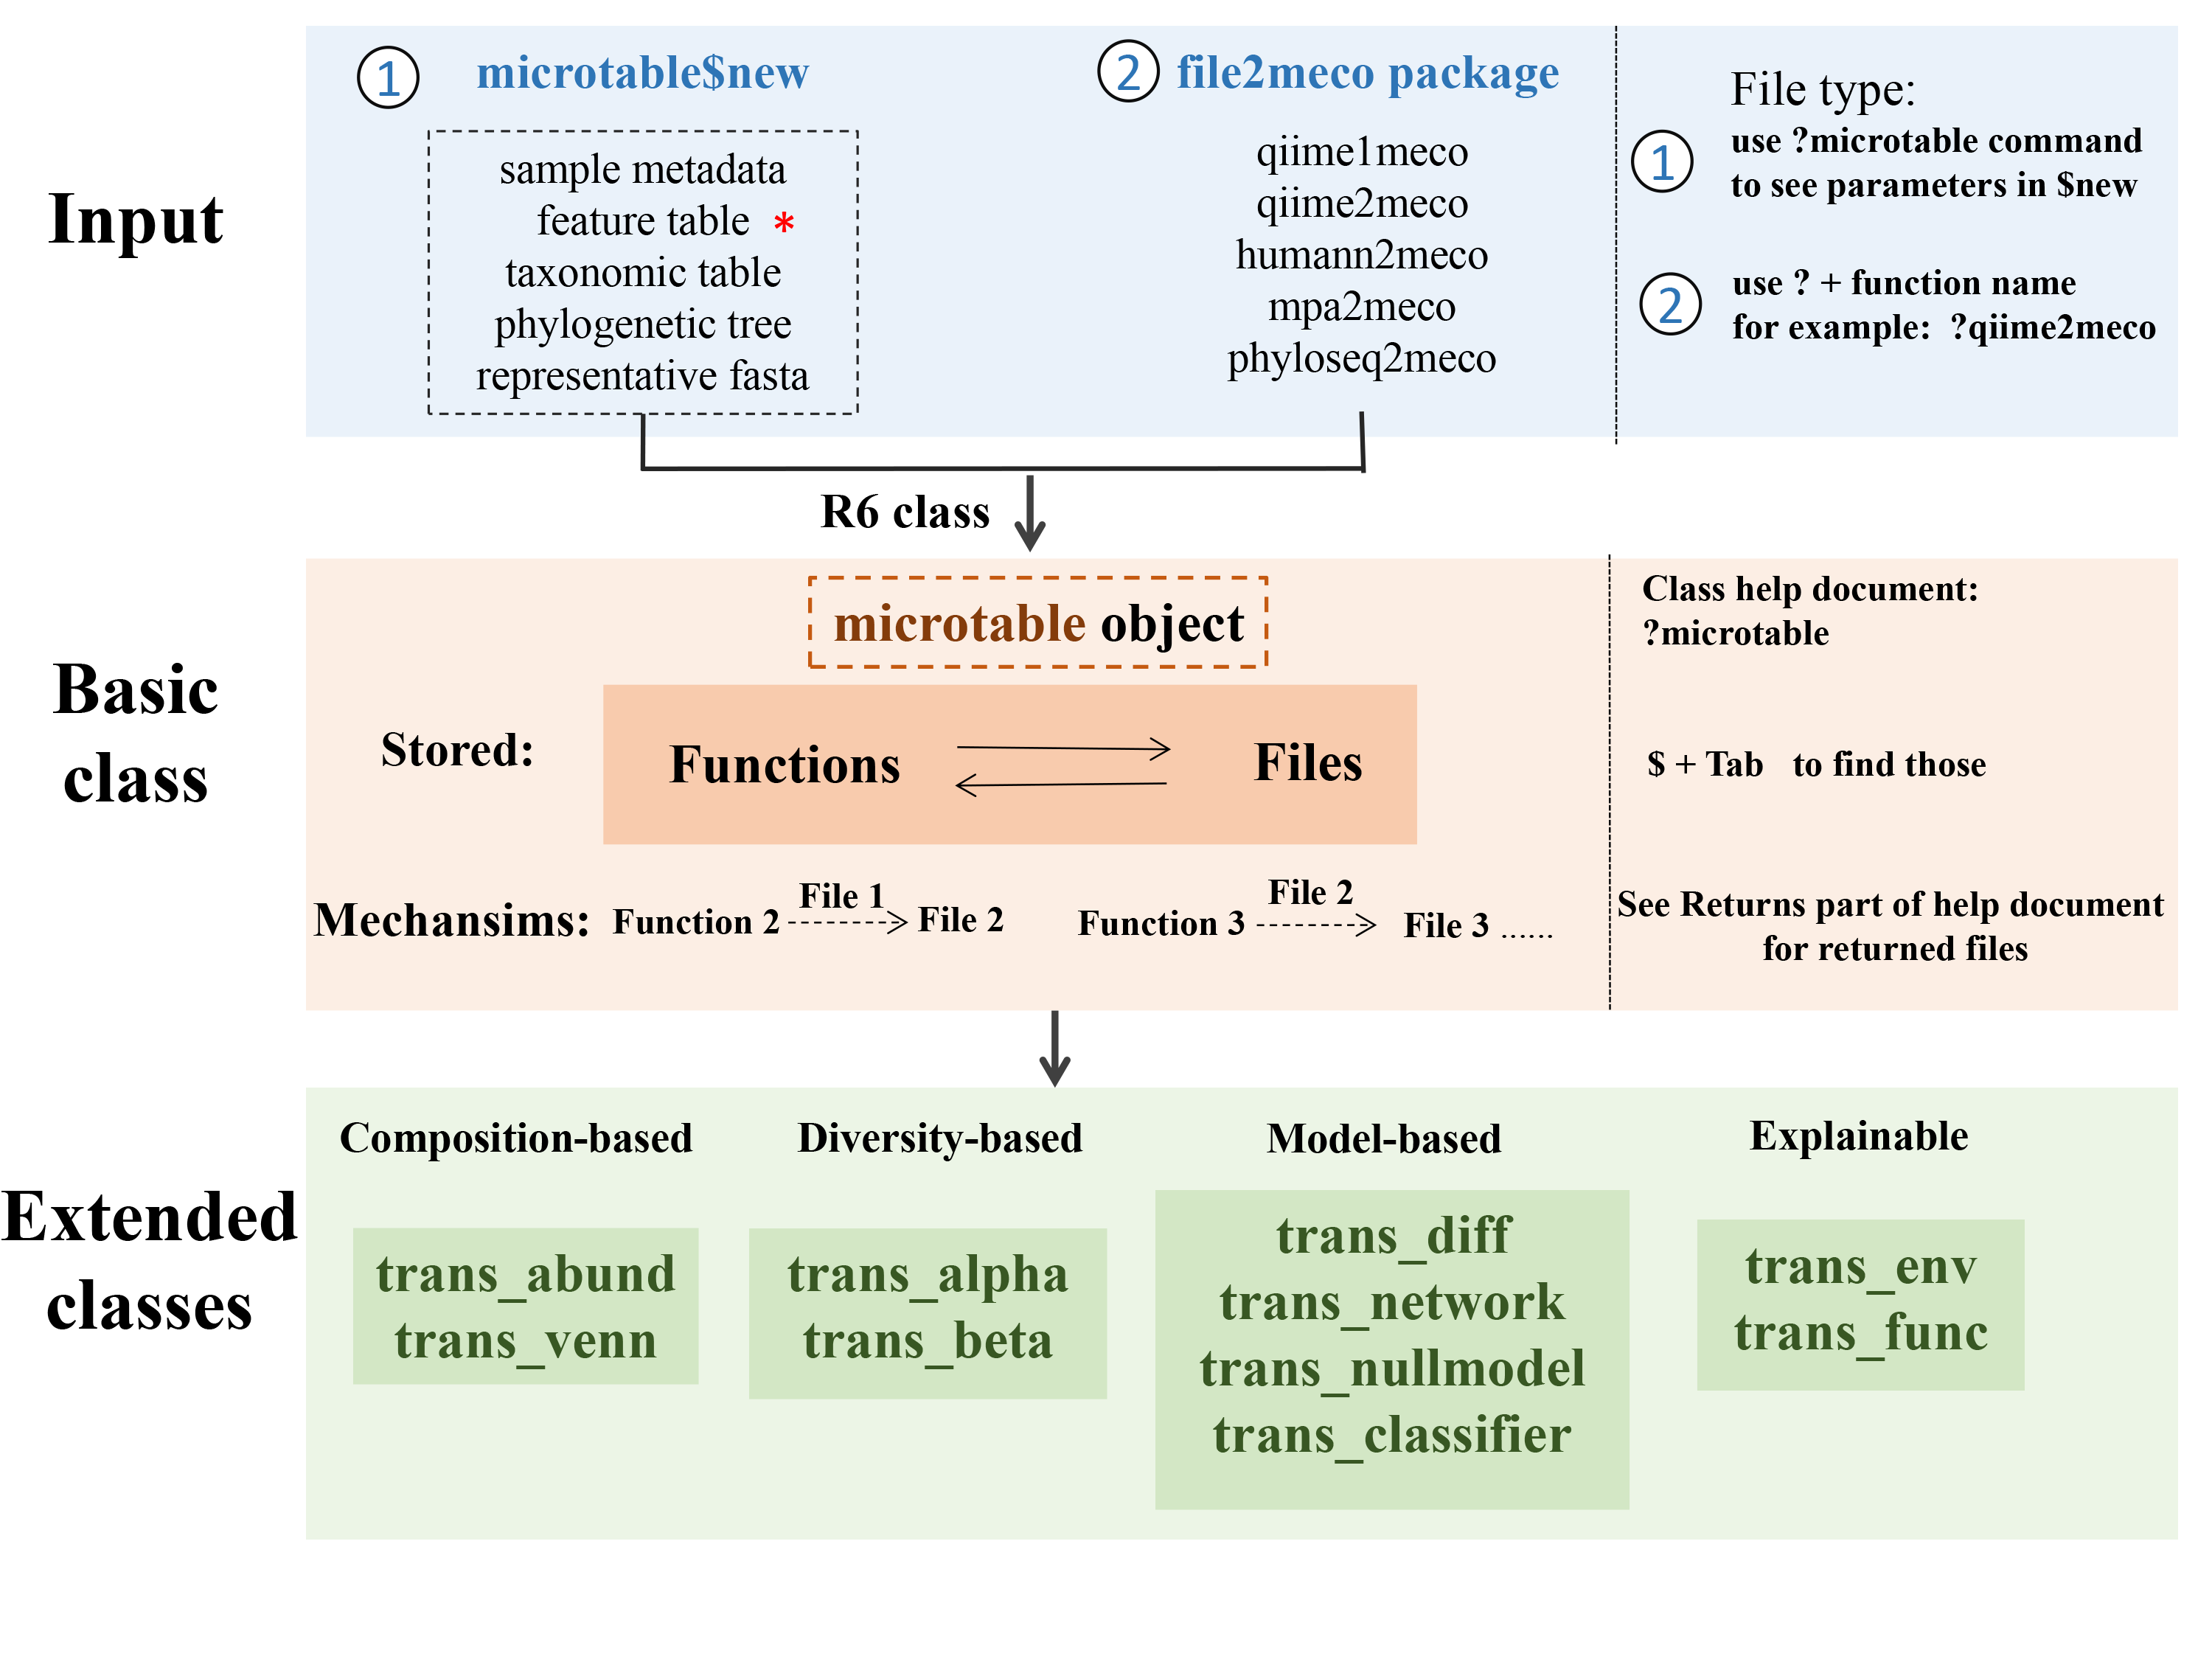 Input
1 microtable$new
sample metadata
feature table *
taxonomic table
phylogenetic tree
representative fasta
2 file2meco package
qiime1meco
qiime2meco
humann2meco
mpa2meco
phyloseq2meco
File type:
1 use ?microtable command
to see parameters in $new
2 use ? + function name
for example: ?qiime2meco
R6 class
Basic
class
microtable object
Stored:
Functions Files
Mechansims:
Function 2 File 1 File 2
Function 3 File 2 File 3 ......
Class help document:
?microtable
$ + Tab to find those
See Returns part of help document
for returned files
Extended
classes
Composition-based
trans_abund
trans_venn
Diversity-based
trans_alpha
trans_beta
Model-based
trans_diff
trans_network
trans_nullmodel
trans_classifier
Explainable
trans_env
trans_func